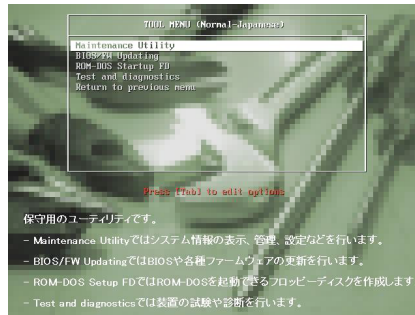 TOOL MENU (Normal-Japanese)
Maintenance Utility
BIOS/FW Updating
ROM-DOS Startup FD
Test and diagnostics
Return to previous menu
Press [Tab] to edit options
保守用のユーティリティです。
- Maintenance Utilityではシステム情報の表示、管理、設定などを行います。
- BIOS/FW UpdatingではBIOSや各種ファームウェアの更新を行います。
- ROM-DOS Setup FDではROM-DOSを起動できるフロッピーディスクを作成します
- Test and diagnosticsでは装置の試験や診断を行います。